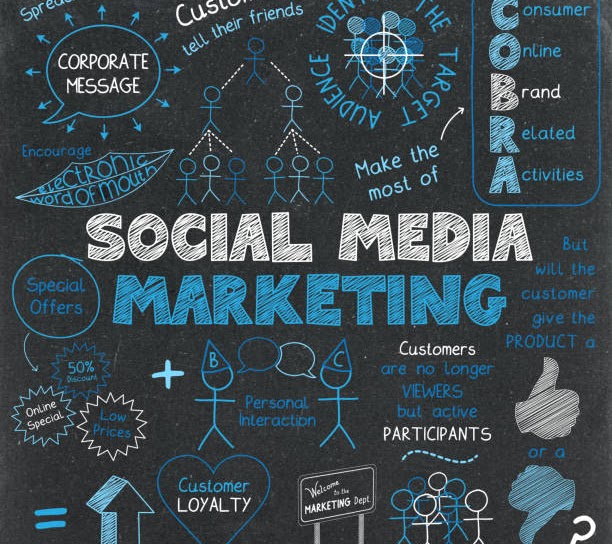 Spread
CORPORATE
MESSAGE
Encourage
electronic
word of mouth
Custom
tell their friends
IDENTIFY THE TARGET AUDIENCE
Make the
most of
Consumer
Online
Brand
Related
Activities
SOCIAL MEDIA
MARKETING
Special
Offers
50%
Discount
Online
Special
Low
Prices
+
B
C
Personal
Interaction
Customers
are no longer
VIEWERS
but active
PARTICIPANTS
But
will the
customer
give the
PRODUCT a
or a
?
=
Customer
LOYALTY
Welcome
to the
MARKETING Dept.